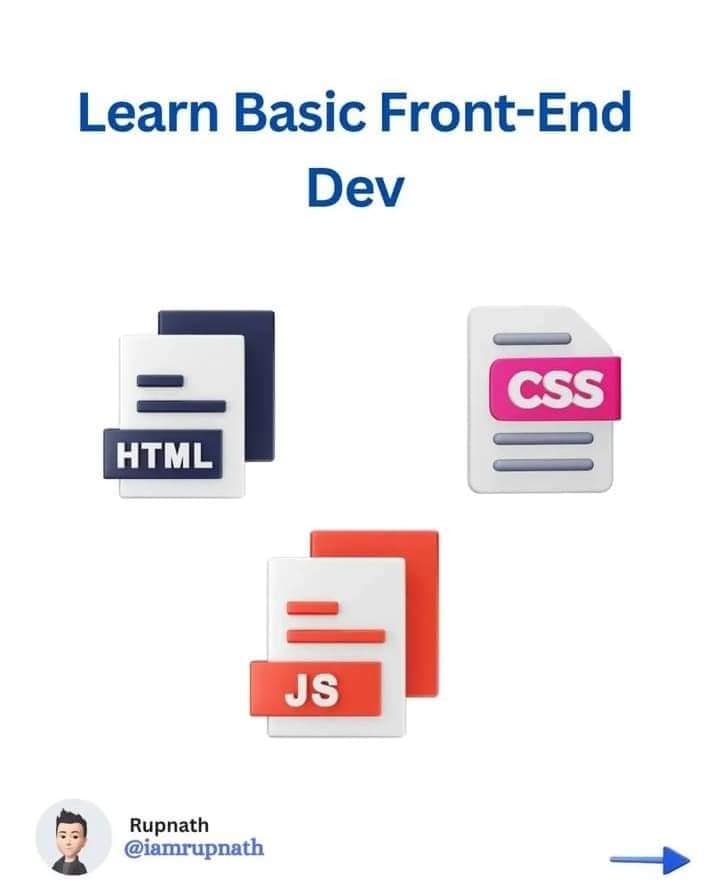 Learn Basic Front-End
Dev
HTML
CSS
JS
Rupnath
@iamrupnath